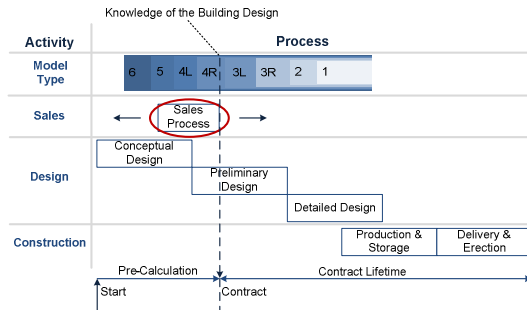 Knowledge of the Building Design
Activity
Process
Model
Type
6 5 4L 4R 3L 3R 2 1
Sales
Sales
Process
Design
Conceptual
Design
Preliminary
IDesign
Detailed Design
Construction
Production &
Storage
Delivery &
Erection
Pre-Calculation
Contract Lifetime
Start
Contract